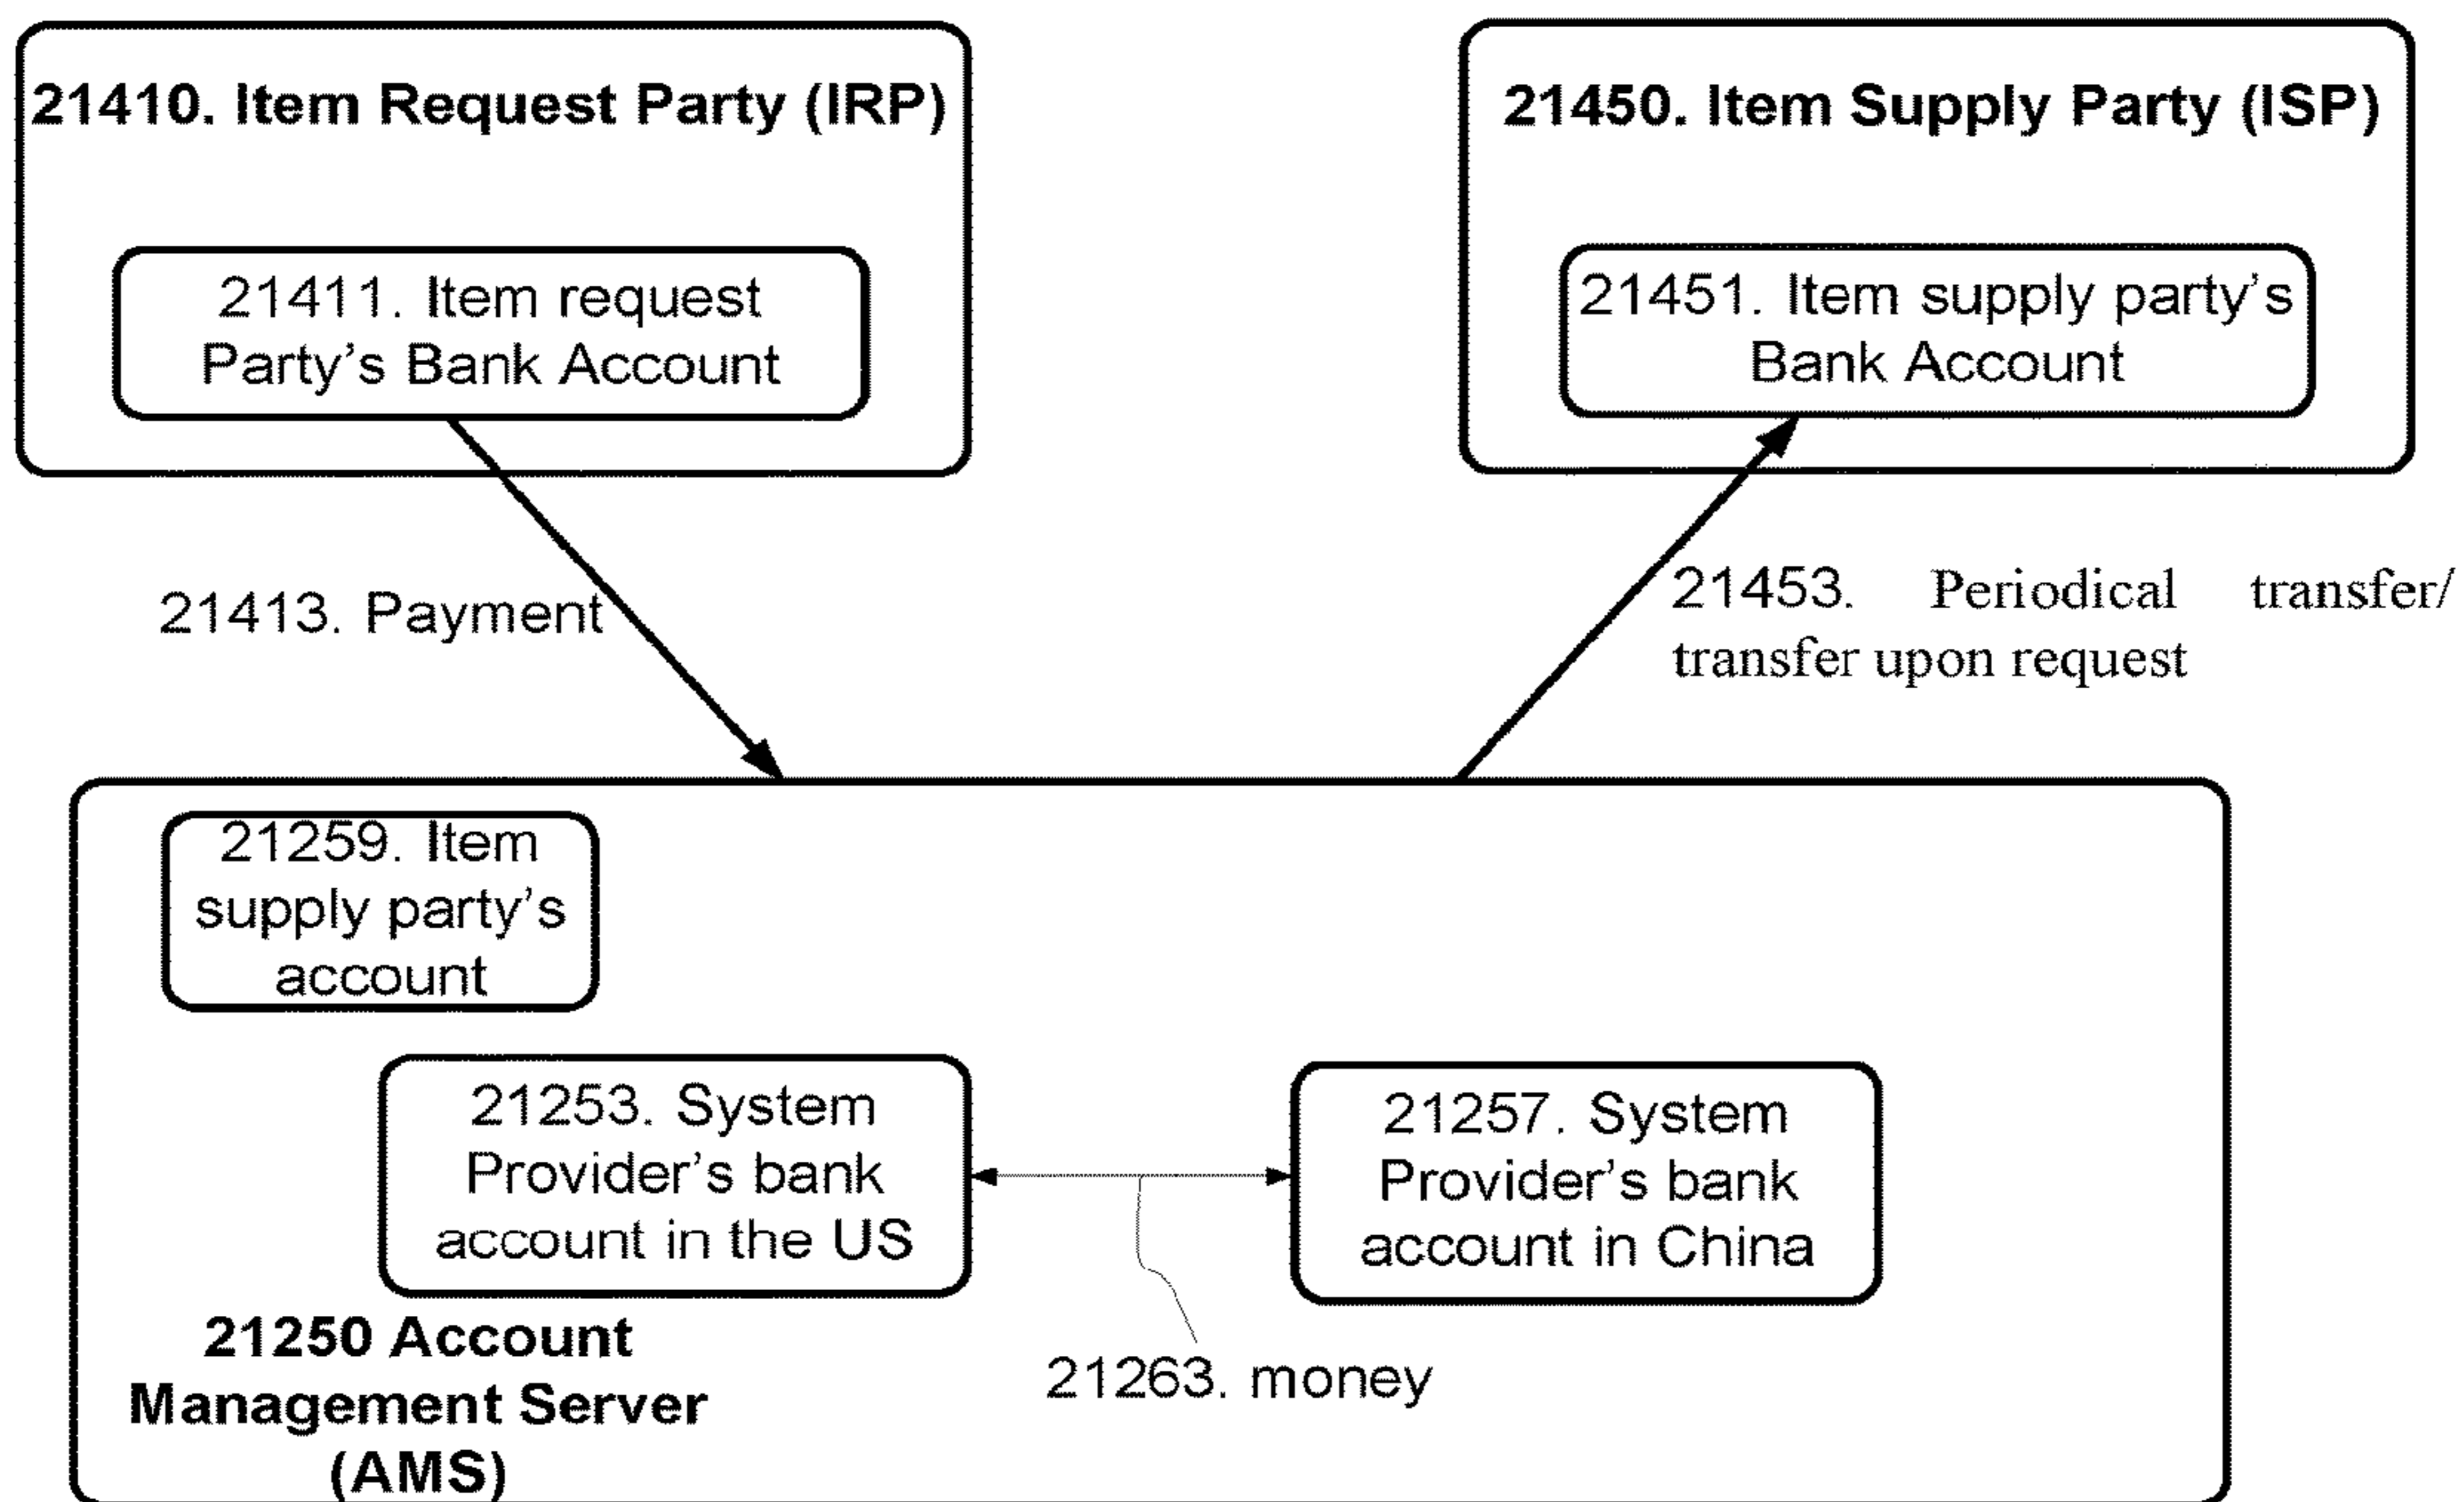 21410. Item Request Party (IRP)
21411. Item request
Party's Bank Account
21450. Item Supply Party (ISP)
21451. Item supply party's
Bank Account
21413. Payment
21453. Periodical transfer/
transfer upon request
21259. Item
supply party's
account
21253. System
Provider's bank
account in the US
21257. System
Provider's bank
account in China
21263. money
21250 Account
Management Server
(AMS)